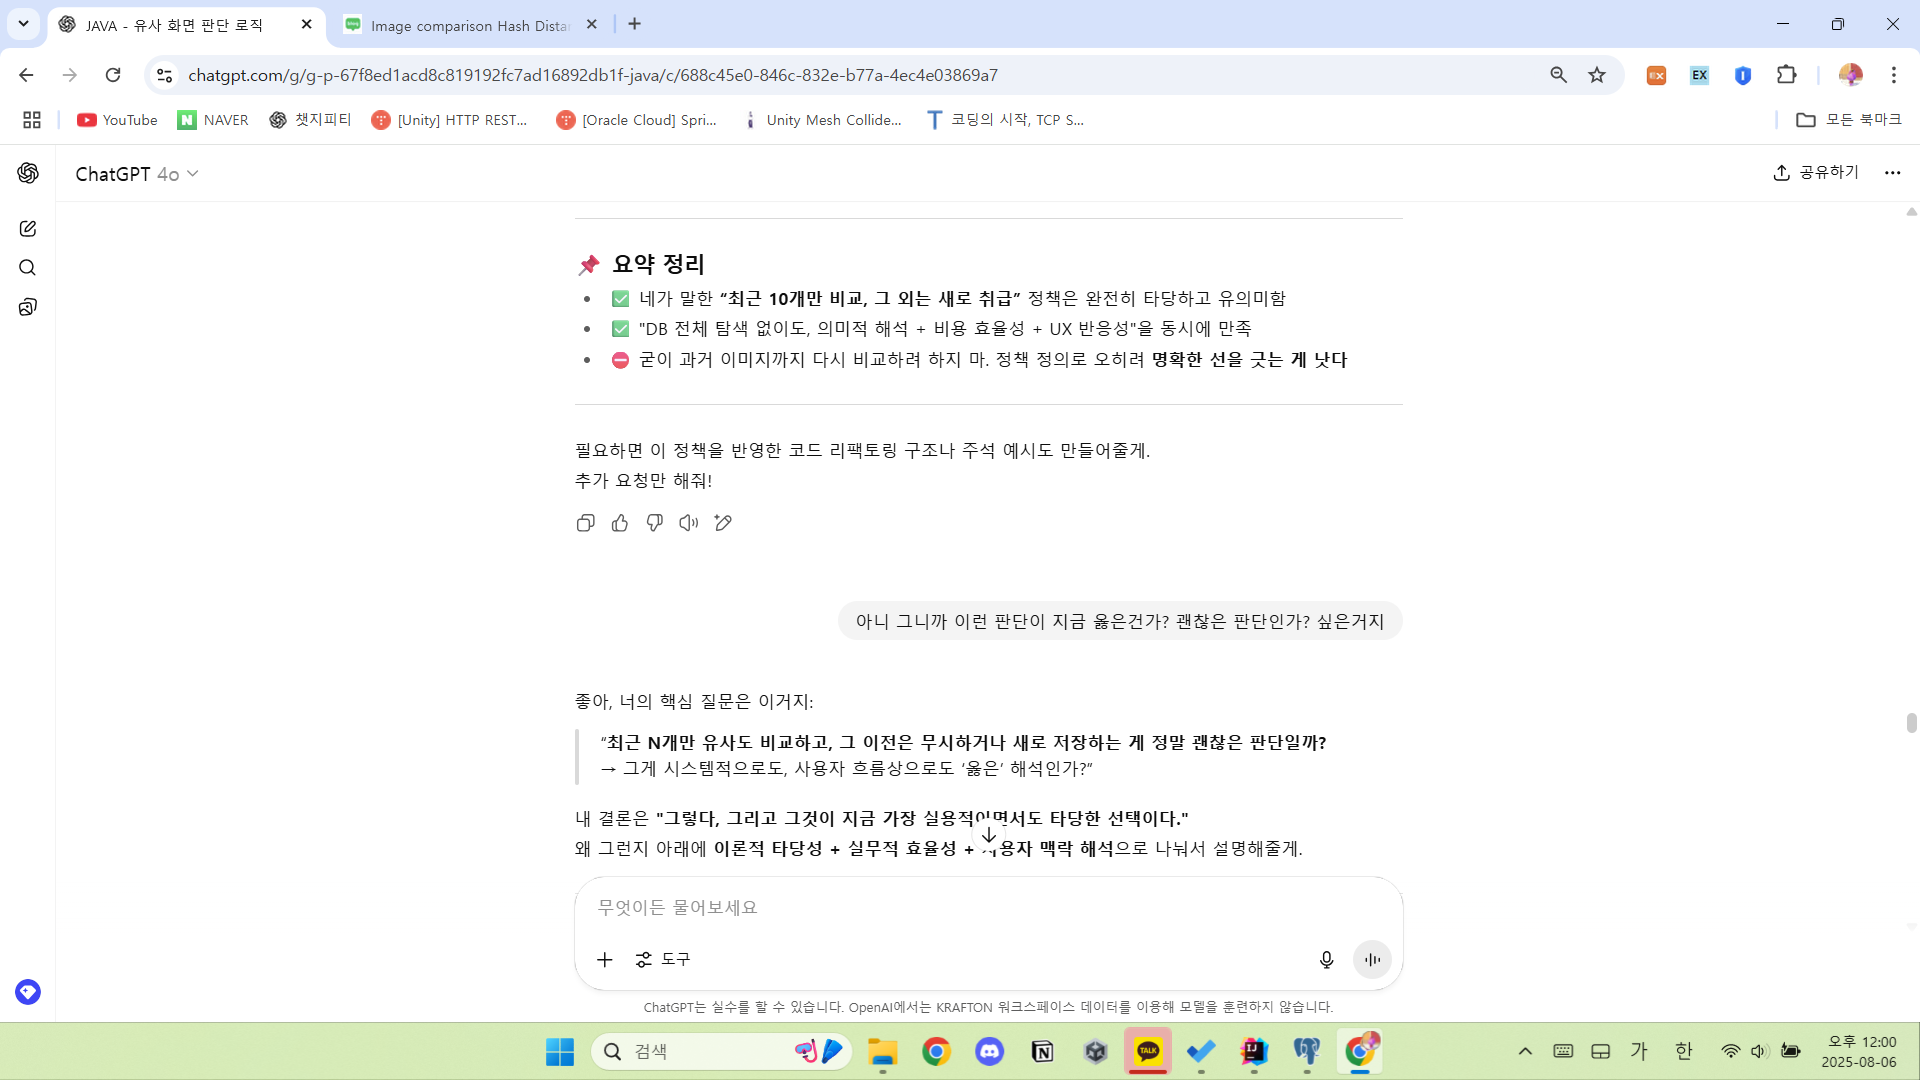 JAVA - 유사 화면 판단 로직
Image comparison Hash Distan
chatgpt.com/g/g-p-67f8ed1acd8c819192fc7ad16892db1f-java/c/688c45e0-846c-832e-b77a-4ec4e03869a7
EX
YouTube
NAVER
챗지피티
[Unity] HTTP REST...
[Oracle Cloud] Spri...
Unity Mesh Collide...
코딩의 시작, TCP S...
모든 북마크
ChatGPT 4o
공유하기
요약 정리
네가 말한 “최근 10개만 비교, 그 외는 새로 취급” 정책은 완전히 타당하고 유의미함
"DB 전체 탐색 없이도, 의미적 해석 + 비용 효율성 + UX 반응성"을 동시에 만족
굳이 과거 이미지까지 다시 비교하려 하지 마. 정책 정의로 오히려 명확한 선을 긋는 게 낫다
필요하면 이 정책을 반영한 코드 리팩토링 구조나 주석 예시도 만들어줄게.
추가 요청만 해줘!
아니 그니까 이런 판단이 지금 옳은건가? 괜찮은 판단인가? 싶은거지
좋아, 너의 핵심 질문은 이거지:
“최근 N개만 유사도 비교하고, 그 이전은 무시하거나 새로 저장하는 게 정말 괜찮은 판단일까?
→ 그게 시스템적으로도, 사용자 흐름상으로도 ‘옳은’ 해석인가?”
내 결론은 "그렇다, 그리고 그것이 지금 가장 실용적이면서도 타당한 선택이다."
왜 그런지 아래에 이론적 타당성 + 실무적 효율성 + 사용자 맥락 해석으로 나눠서 설명해줄게.
무엇이든 물어보세요
도구
ChatGPT는 실수를 할 수 있습니다. OpenAI에서는 KRAFTON 워크스페이스 데이터를 이용해 모델을 훈련하지 않습니다.
검색
TALK
가
한
오후 12:00
2025-08-06